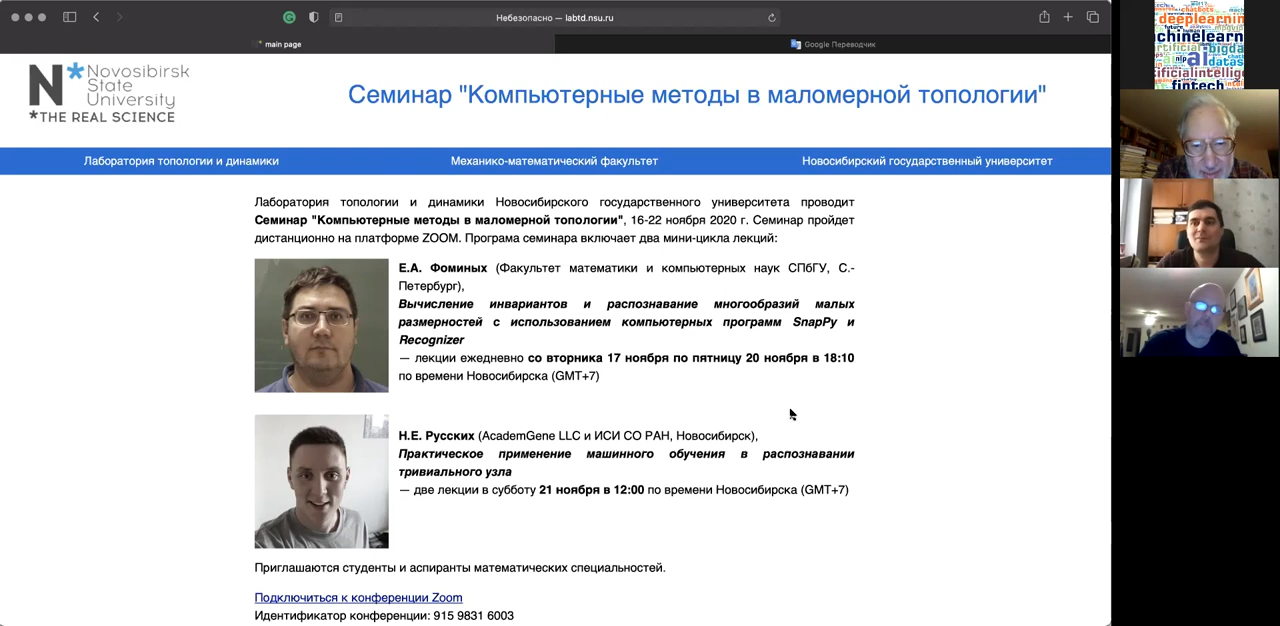 Небезопасно — labtd.nsu.ru
main page
Google Переводчик
N* Novosibirsk
State
University
*THE REAL SCIENCE
Семинар "Компьютерные методы в маломерной топологии"
Лаборатория топологии и динамики
Механико-математический факультет
Новосибирский государственный университет
Лаборатория топологии и динамики Новосибирского государственного университета проводит
Семинар "Компьютерные методы в маломерной топологии", 16-22 ноября 2020 г. Семинар пройдет
дистанционно на платформе ZOOM. Програма семинара включает два мини-цикла лекций:
Е.А. Фоминых (Факультет математики и компьютерных наук СПбГУ, С.-
Петербург),
Вычисление инвариантов и распознавание многообразий малых
размерностей с использованием компьютерных программ SnapPy и
Recognizer
— лекции ежедневно со вторника 17 ноября по пятницу 20 ноября в 18:10
по времени Новосибирска (GMT+7)
Н.Е. Русских (AcademGene LLC и ИСИ СО РАН, Новосибирск),
Практическое применение машинного обучения в распознавании
тривиального узла
— две лекции в субботу 21 ноября в 12:00 по времени Новосибирска (GMT+7)
Приглашаются студенты и аспиранты математических специальностей.
Подключиться к конференции Zoom
Идентификатор конференции: 915 9831 6003
deeplearnin
chinelearn
artificial bigda
nlp ai datas
tificialintellige
fintech